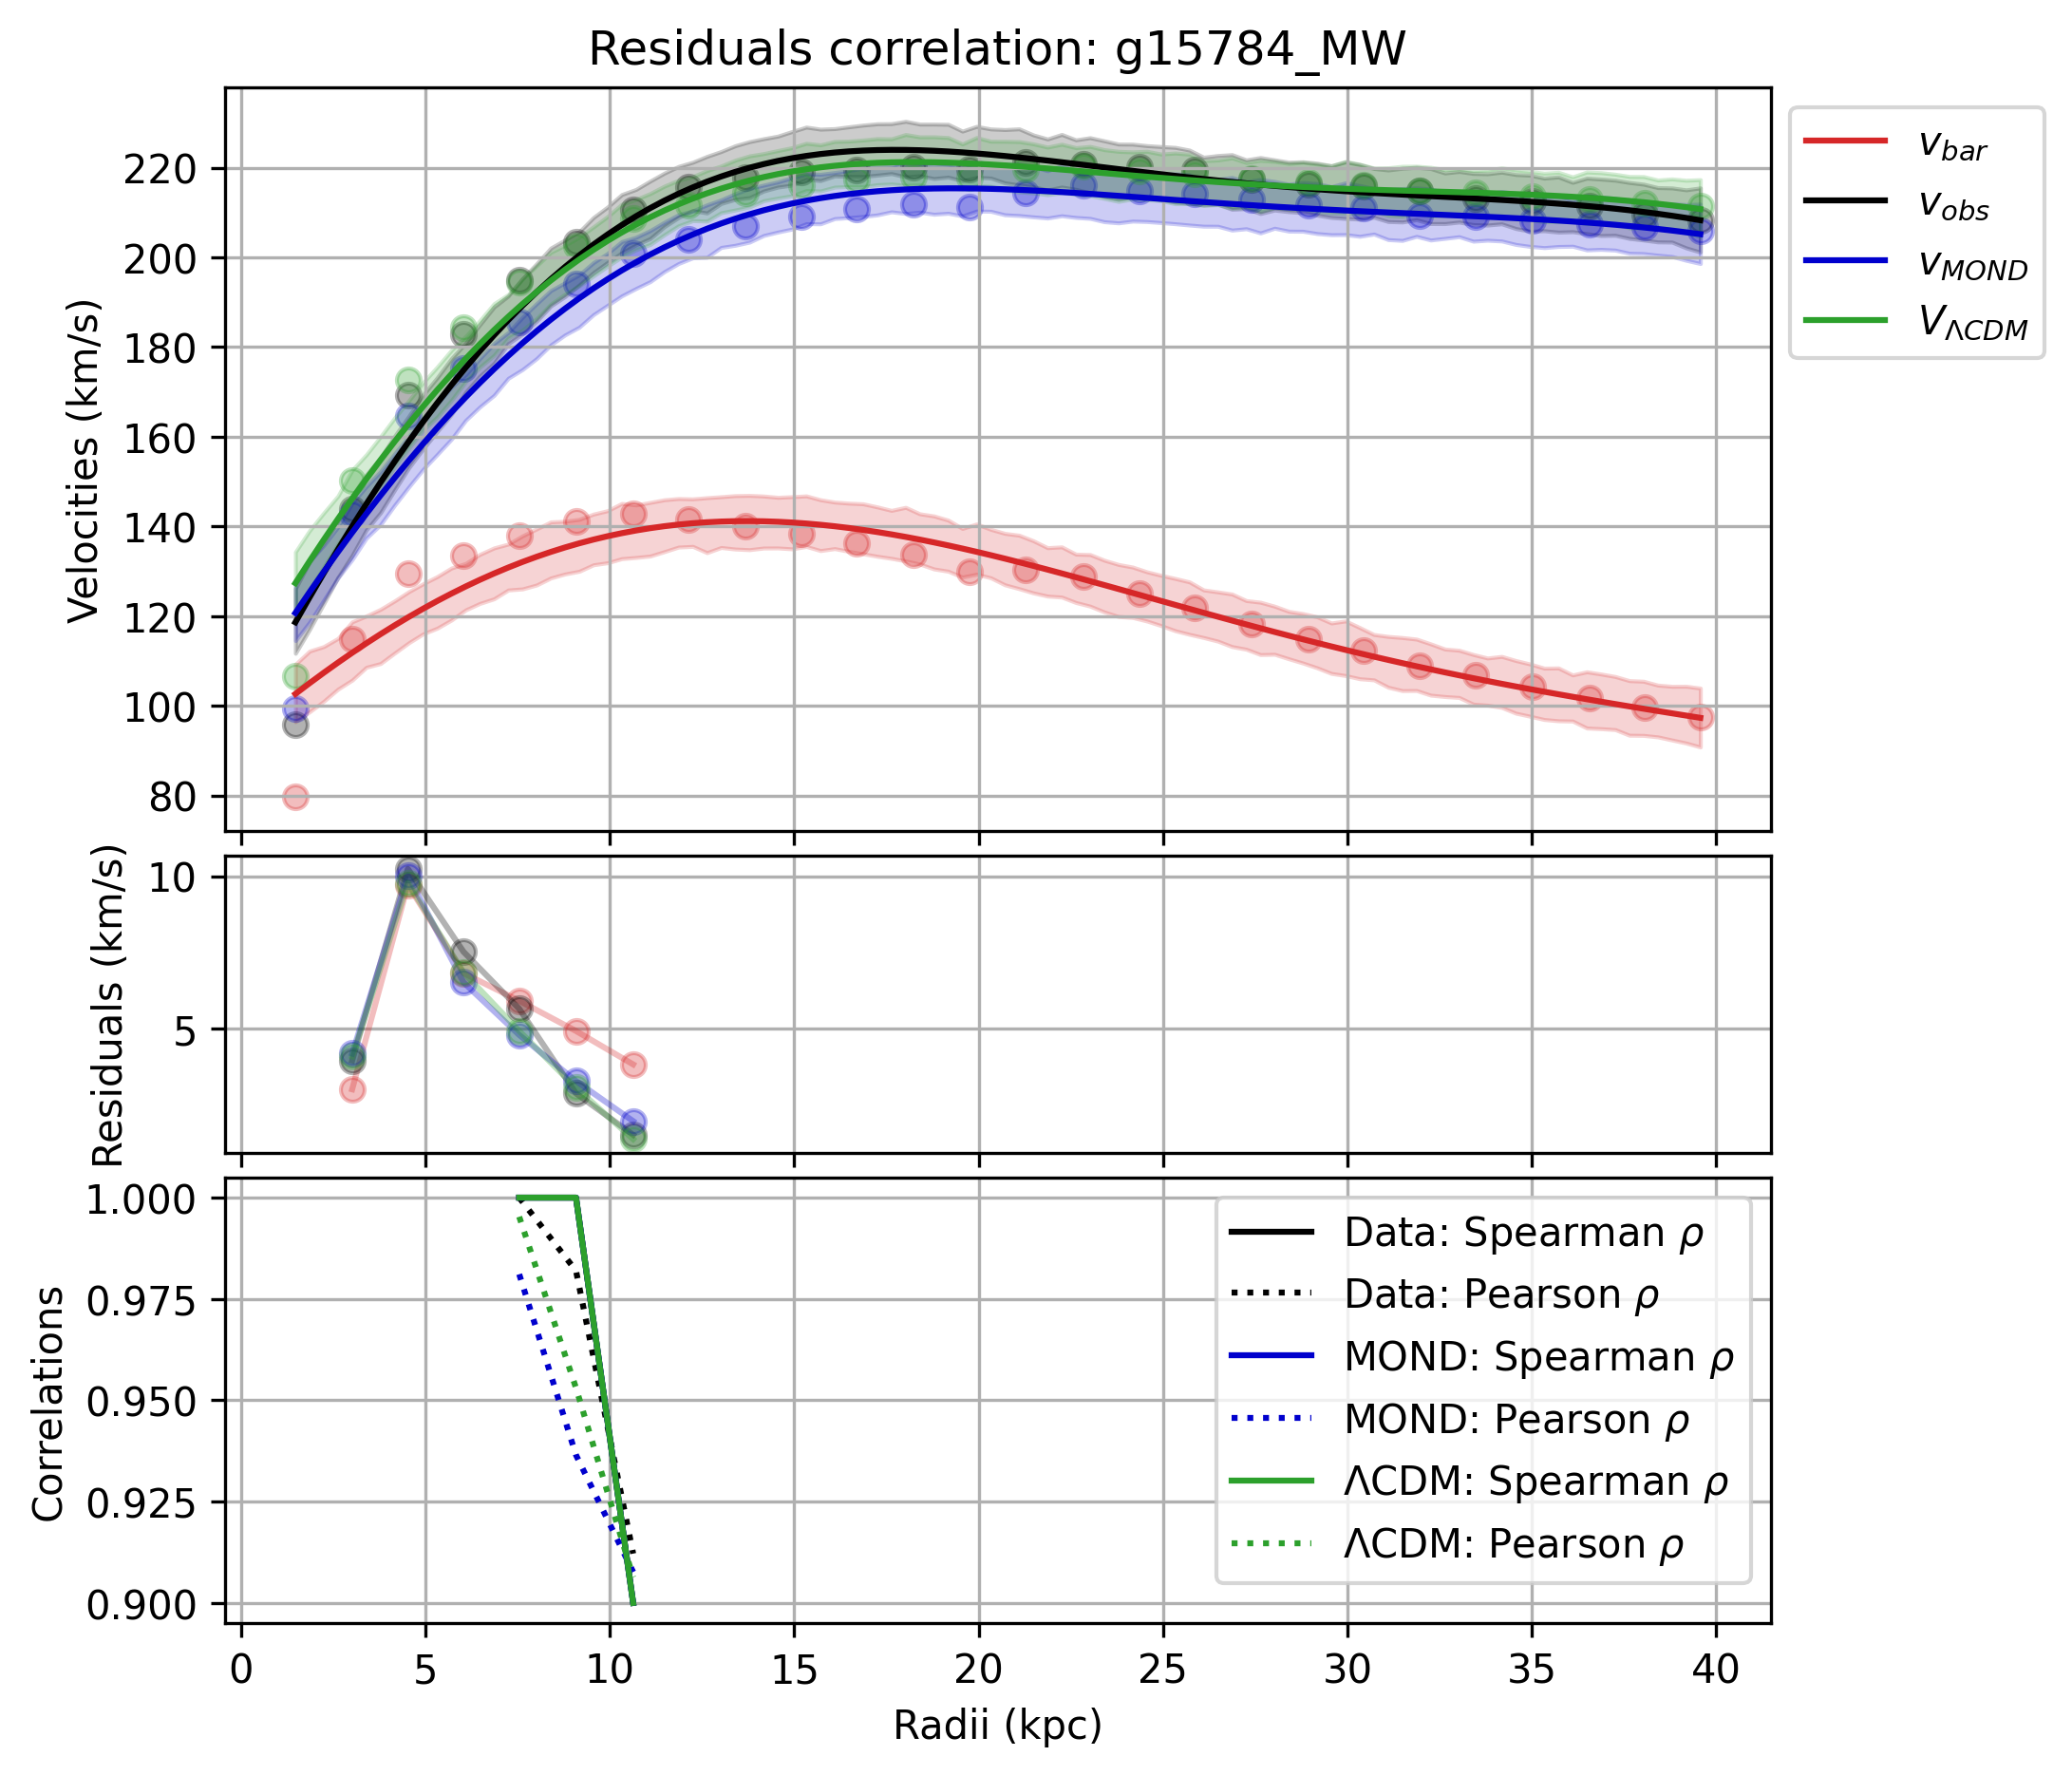 Residuals correlation: g15784_MW
220
200
180
160
140
120
100
80
Velocities (km/s)
v_bar
v_obs
v_MOND
V_ΛCDM
10
5
Residuals (km/s)
1.000
0.975
0.950
0.925
0.900
Correlations
Data: Spearman ρ
Data: Pearson ρ
MOND: Spearman ρ
MOND: Pearson ρ
ΛCDM: Spearman ρ
ΛCDM: Pearson ρ
0 5 10 15 20 25 30 35 40
Radii (kpc)